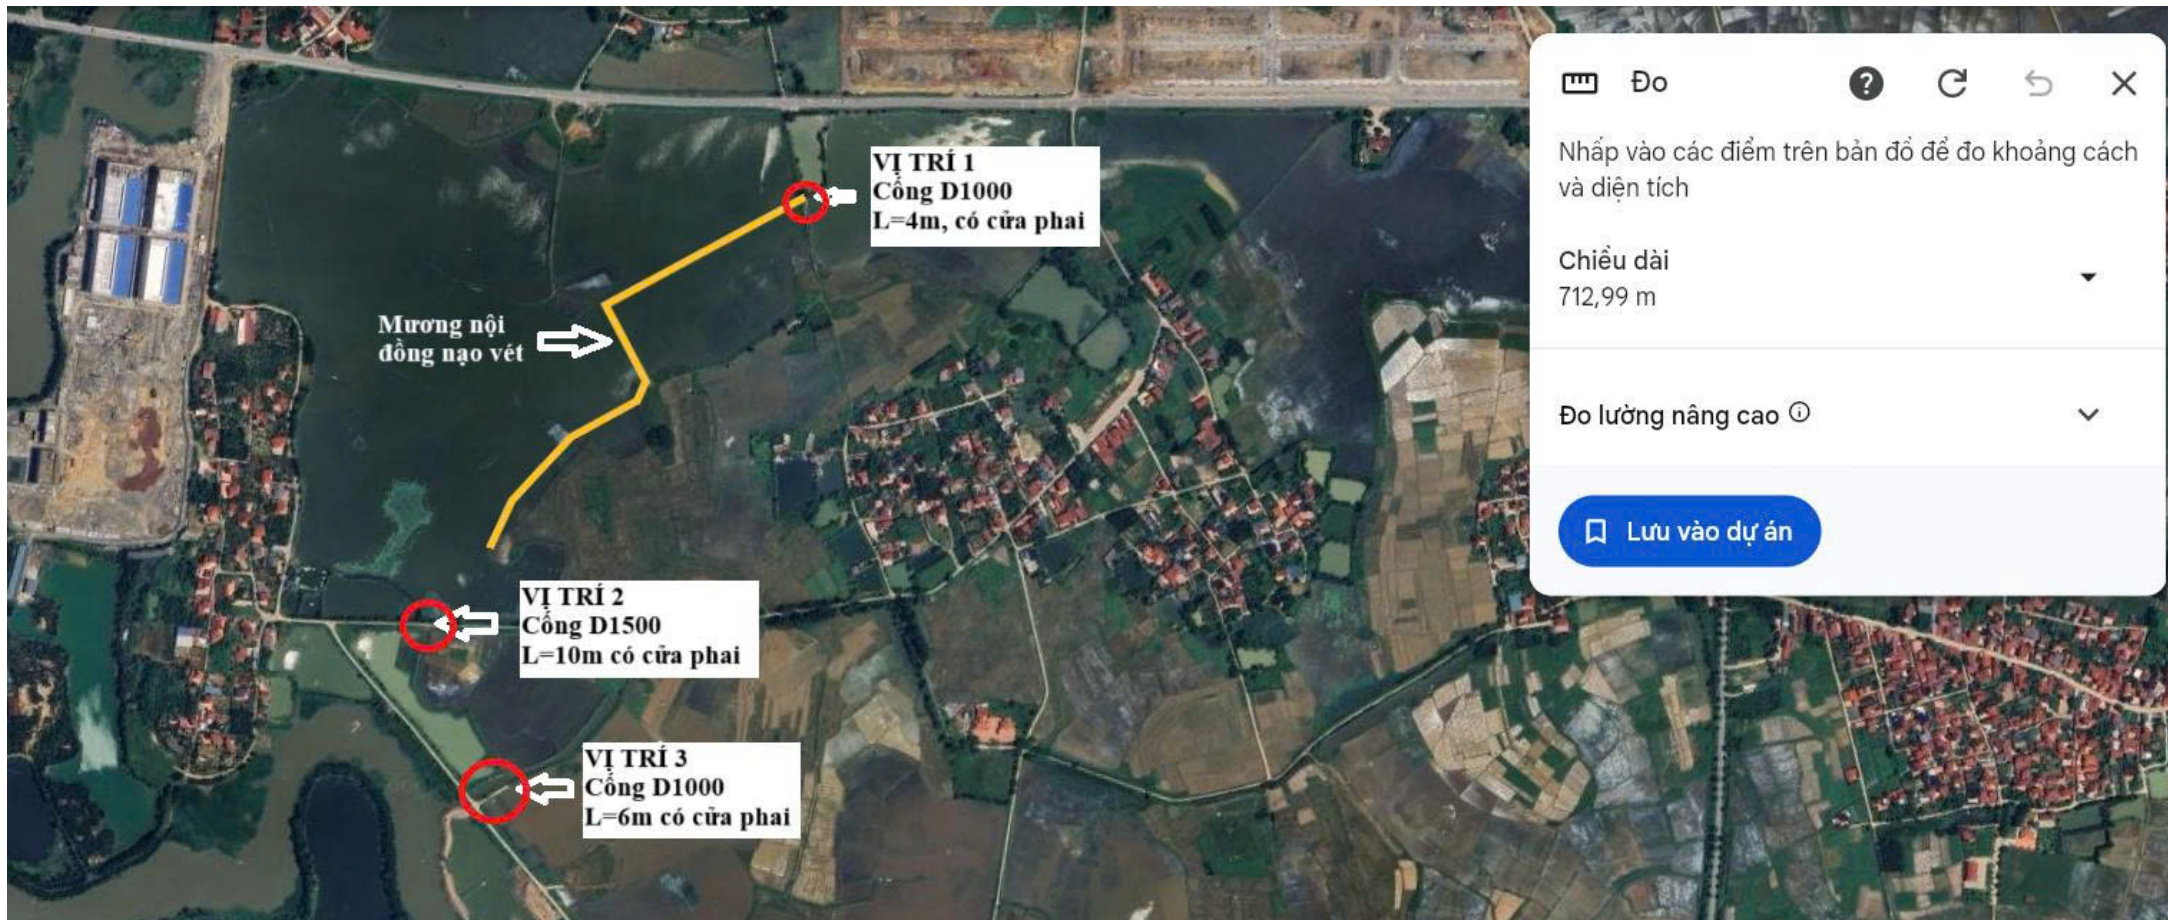 VỊ TRÍ 1
Cống D1000
L=4m, có cửa phai
Mương nội
đồng nạo vét
VỊ TRÍ 2
Cống D1500
L=10m có cửa phai
VỊ TRÍ 3
Cống D1000
L=6m có cửa phai
Đo
Nhấp vào các điểm trên bản đồ để đo khoảng cách
và diện tích
Chiều dài
712,99 m
Đo lường nâng cao
Lưu vào dự án